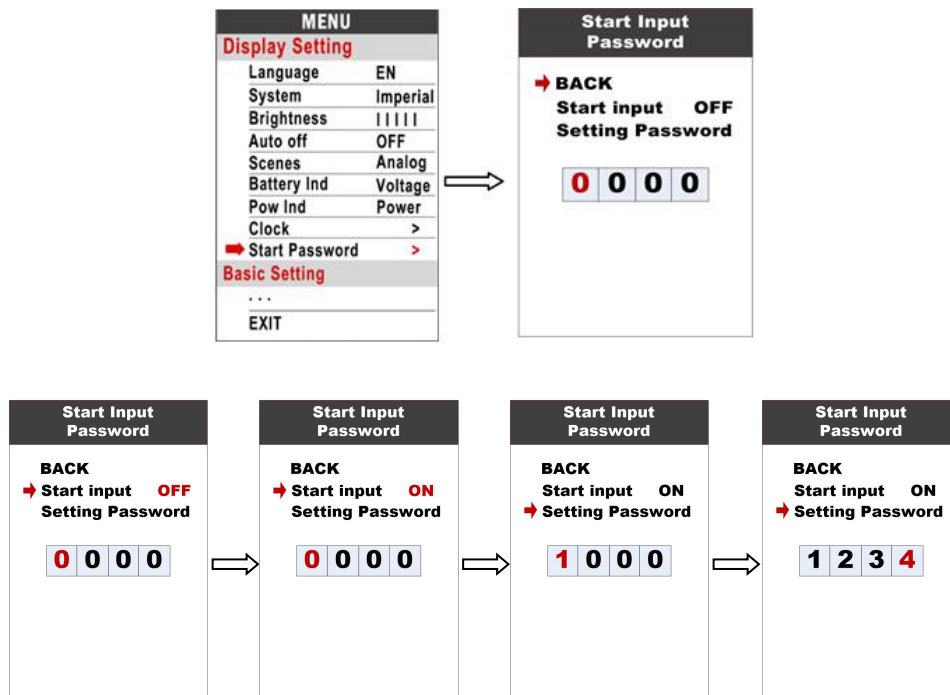 MENU
Display Setting
Language EN
System Imperial
Brightness | | | | |
Auto off OFF
Scenes Analog
Battery Ind Voltage
Pow Ind Power
Clock >
Start Password >
Basic Setting
. . .
EXIT
Start Input
Password
BACK
Start input OFF
Setting Password
0 0 0 0
Start Input
Password
BACK
Start input OFF
Setting Password
0 0 0 0
Start Input
Password
BACK
Start input ON
Setting Password
0 0 0 0
Start Input
Password
BACK
Start input ON
Setting Password
1 0 0 0
Start Input
Password
BACK
Start input ON
Setting Password
1 2 3 4